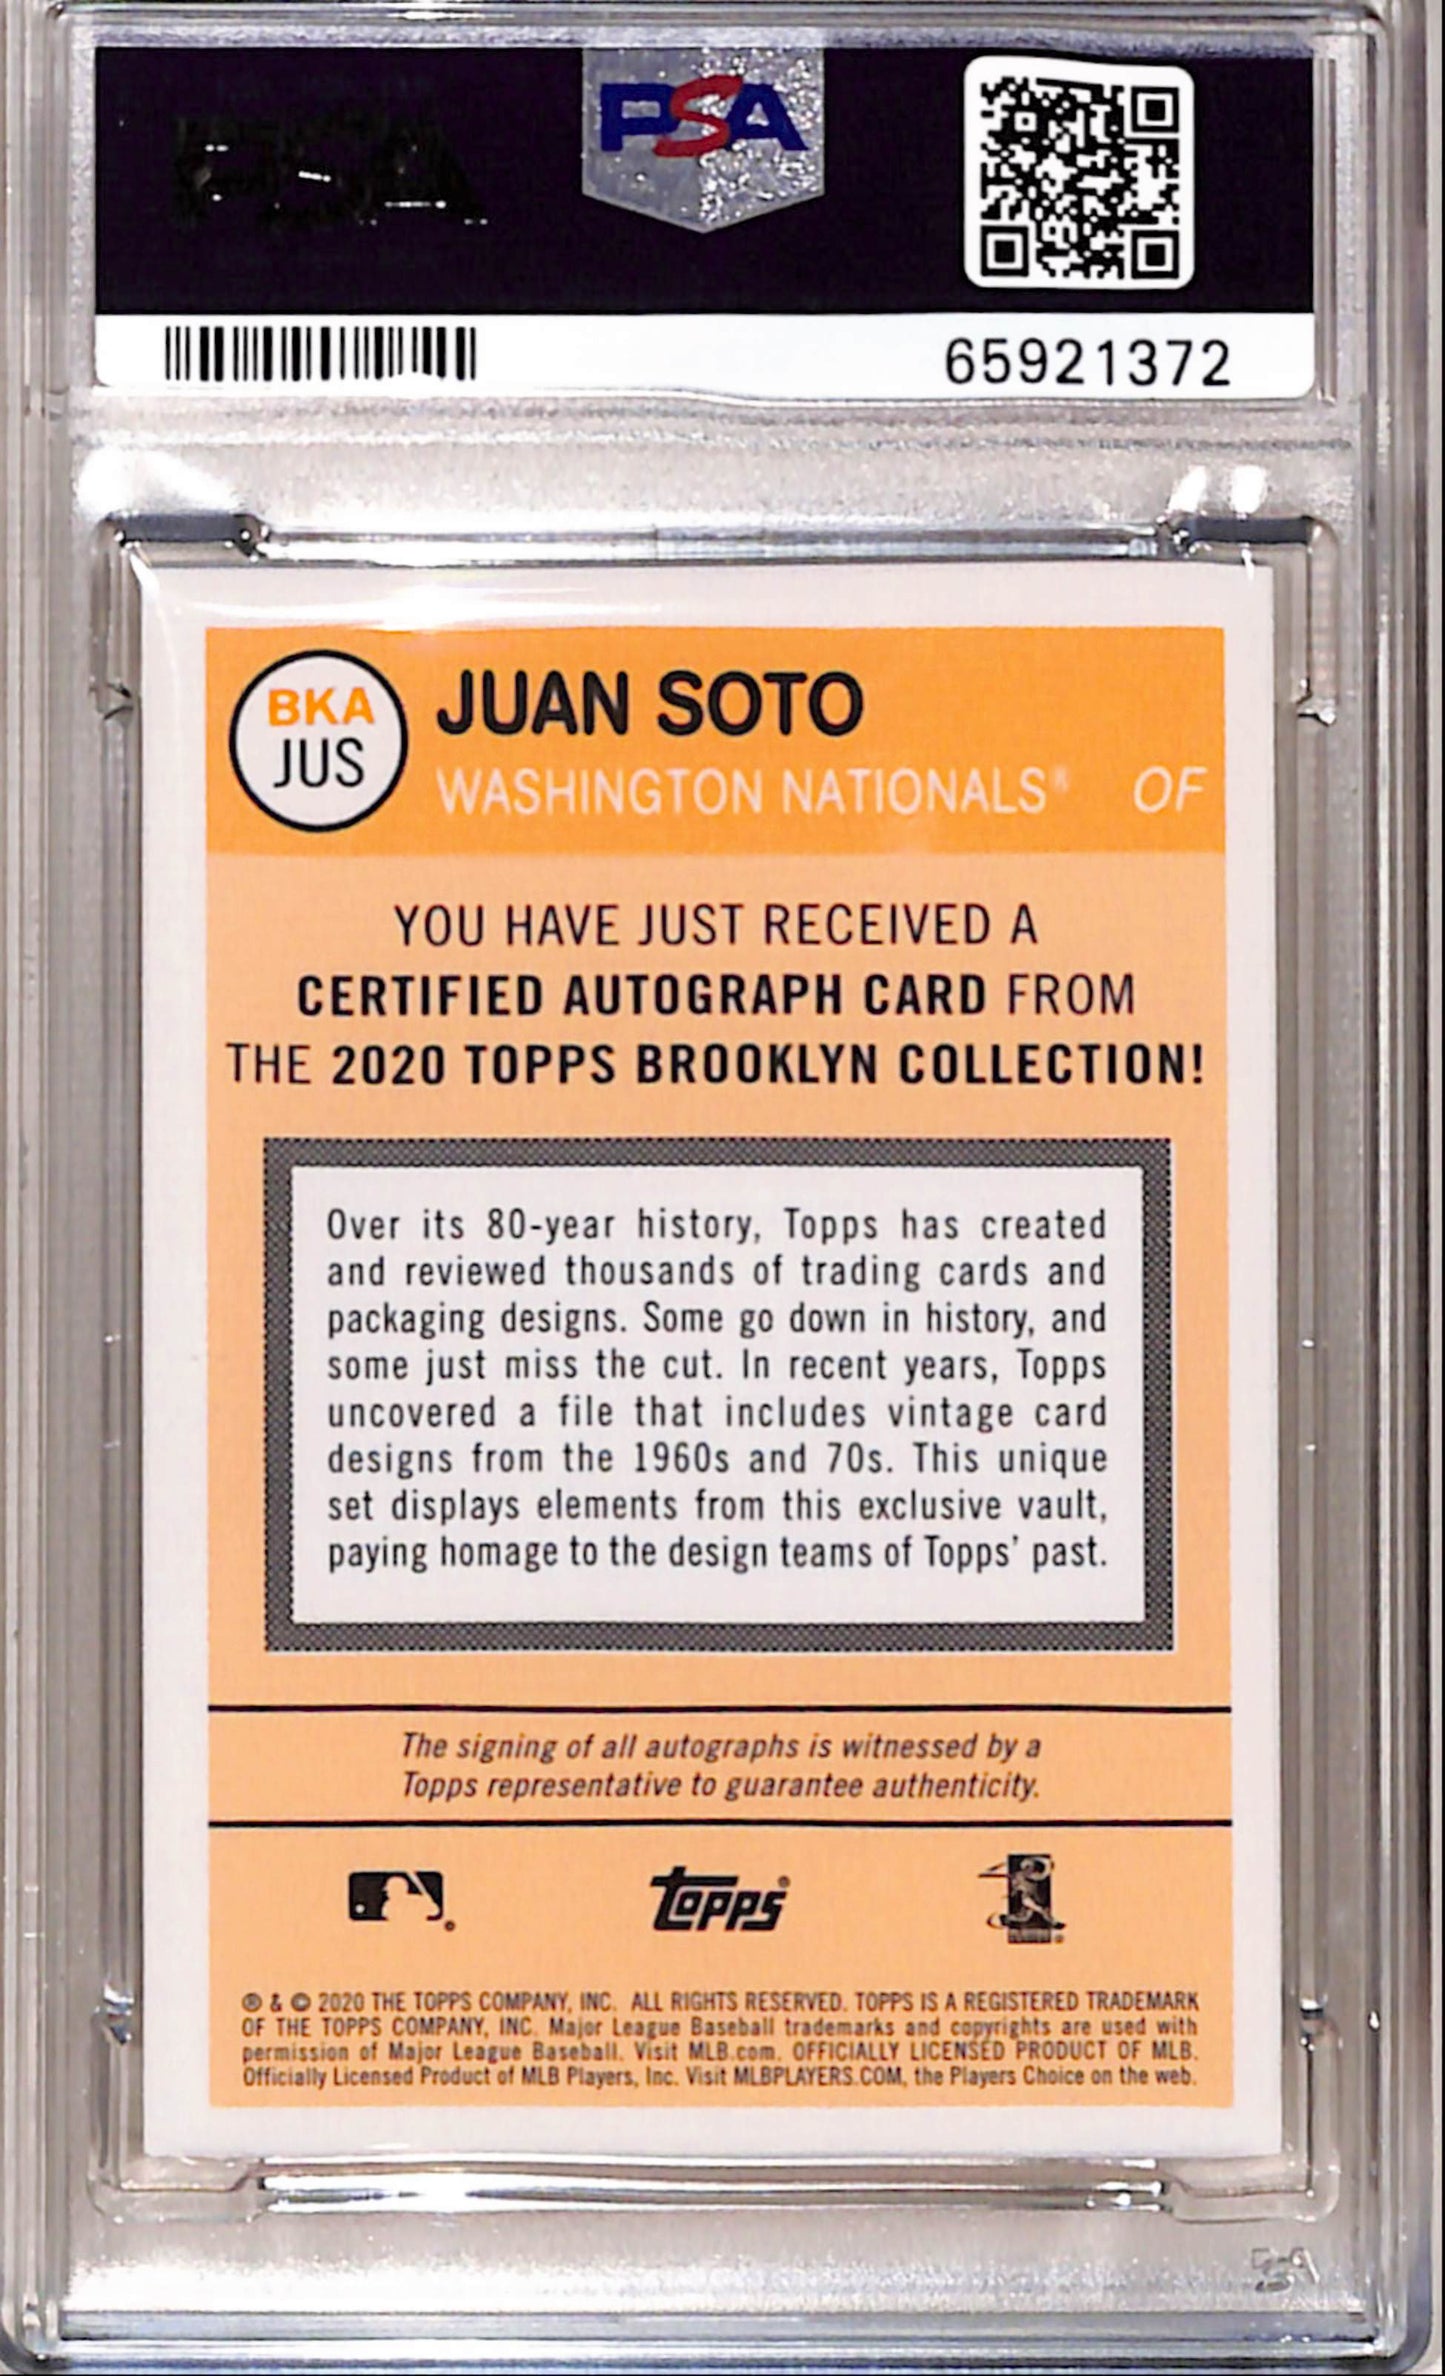 PSA
65921372
BKA
JUS
JUAN SOTO
WASHINGTON NATIONALS® OF
YOU HAVE JUST RECEIVED A
CERTIFIED AUTOGRAPH CARD FROM
THE 2020 TOPPS BROOKLYN COLLECTION!
Over its 80-year history, Topps has created
and reviewed thousands of trading cards and
packaging designs. Some go down in history, and
some just miss the cut. In recent years, Topps
uncovered a file that includes vintage card
designs from the 1960s and 70s. This unique
set displays elements from this exclusive vault,
paying homage to the design teams of Topps' past.
The signing of all autographs is witnessed by a
Topps representative to guarantee authenticity.
Topps®
® & © 2020 THE TOPPS COMPANY, INC. ALL RIGHTS RESERVED. TOPPS IS A REGISTERED TRADEMARK
OF THE TOPPS COMPANY, INC. Major League Baseball trademarks and copyrights are used with
permission of Major League Baseball. Visit MLB.com. OFFICIALLY LICENSED PRODUCT OF MLB.
Officially Licensed Product of MLB Players, Inc. Visit MLBPLAYERS.COM, the Players Choice on the web.